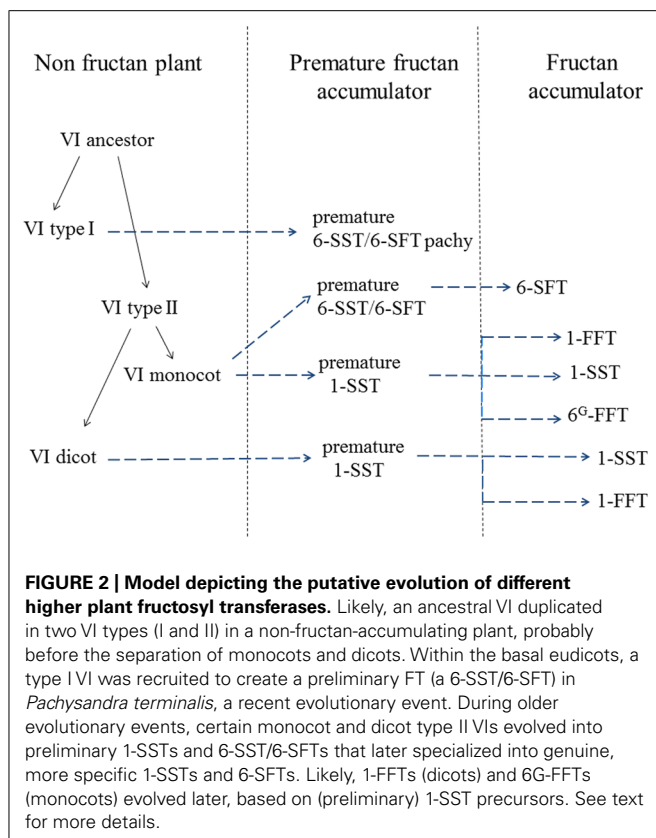 Non fructan plant
Premature fructan
accumulator
Fructan
accumulator
VI ancestor
VI type I
premature
6-SST/6-SFT pachy
VI type II
premature
6-SST/6-SFT
6-SFT
1-FFT
VI monocot
premature
1-SST
1-SST
6G-FFT
VI dicot
premature
1-SST
1-SST
1-FFT
FIGURE 2 | Model depicting the putative evolution of different
higher plant fructosyl transferases. Likely, an ancestral VI duplicated
in two VI types (I and II) in a non-fructan-accumulating plant, probably
before the separation of monocots and dicots. Within the basal eudicots, a
type I VI was recruited to create a preliminary FT (a 6-SST/6-SFT) in
Pachysandra terminalis, a recent evolutionary event. During older
evolutionary events, certain monocot and dicot type II VIs evolved into
preliminary 1-SSTs and 6-SST/6-SFTs that later specialized into genuine,
more specific 1-SSTs and 6-SFTs. Likely, 1-FFTs (dicots) and 6G-FFTs
(monocots) evolved later, based on (preliminary) 1-SST precursors. See text
for more details.